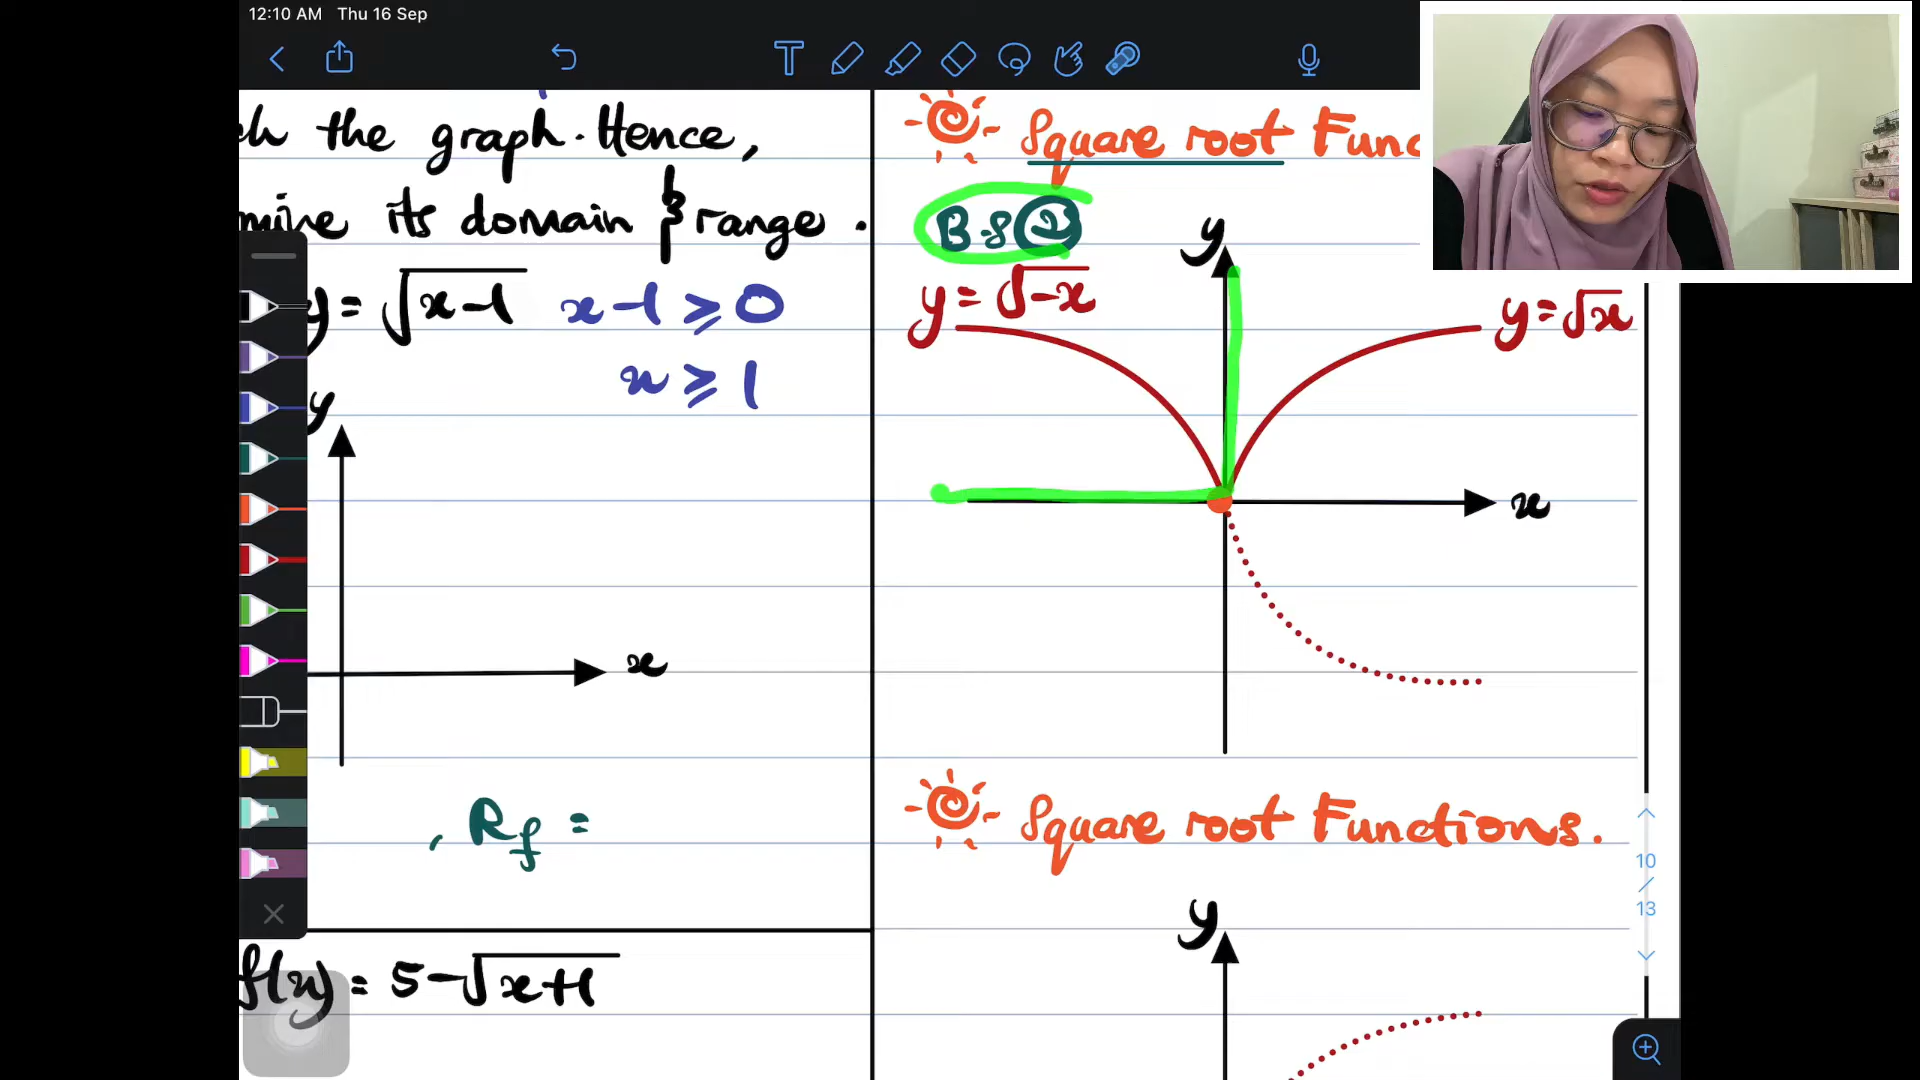 12:10 AM Thu 16 Sep
the graph. Hence,
its domain & range.
y = √x-1 x-1 ≥ 0
x ≥ 1
y
x
, Rf =
f(x) = 5-√x+1
Square root Func
B.S ②
y
y = √-x
y = √x
x
Square root Functions.
y
10
/
13